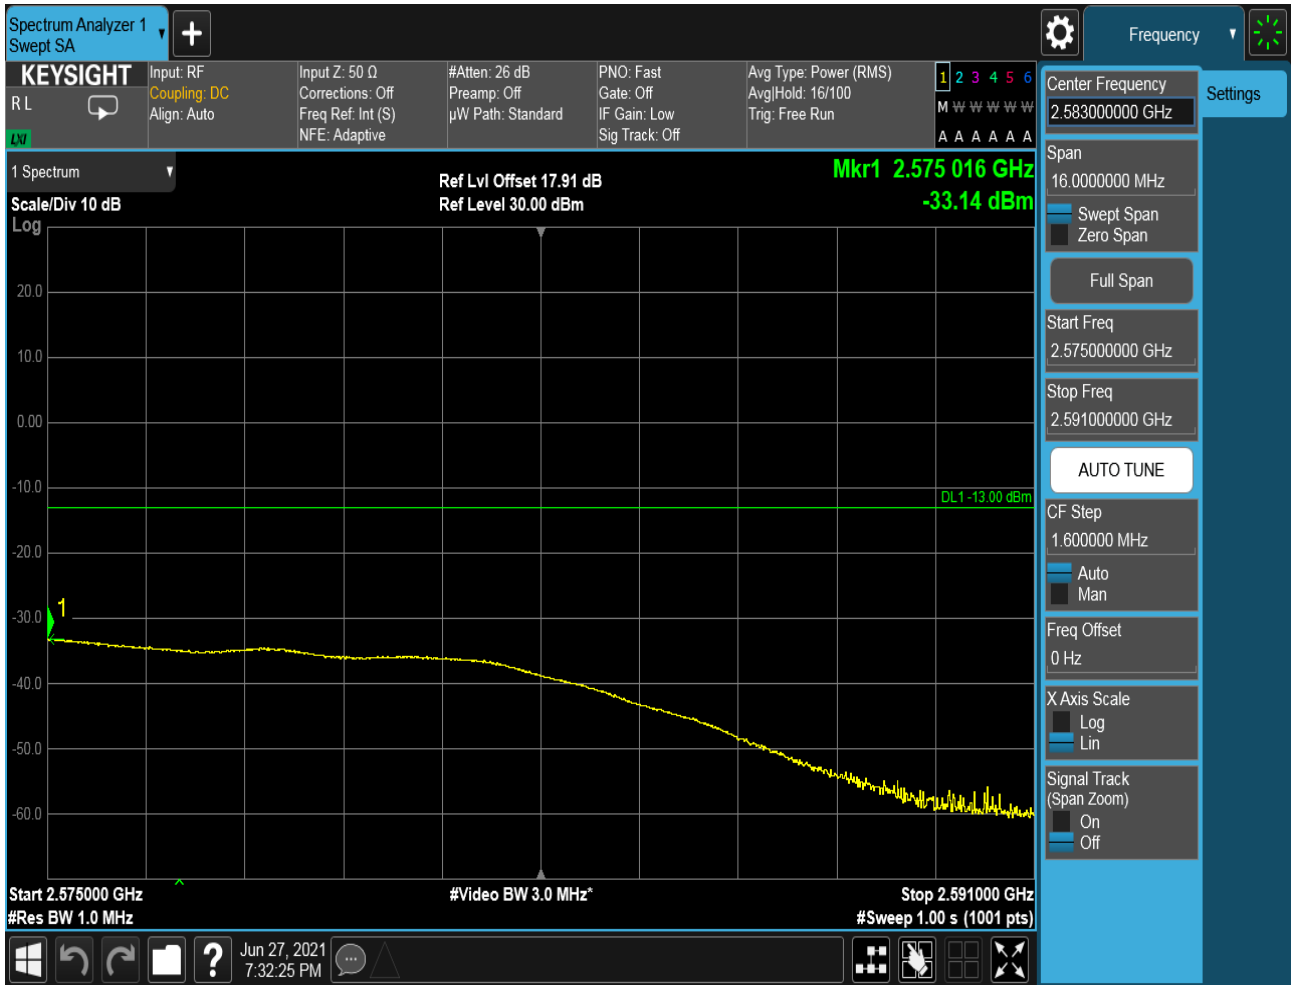 Spectrum Analyzer 1
Swept SA
Frequency
KEYSIGHT
R L
LXI
Input: RF
Coupling: DC
Align: Auto
Input Z: 50 Ω
Corrections: Off
Freq Ref: Int (S)
NFE: Adaptive
#Atten: 26 dB
Preamp: Off
µW Path: Standard
PNO: Fast
Gate: Off
IF Gain: Low
Sig Track: Off
Avg Type: Power (RMS)
Avg|Hold: 16/100
Trig: Free Run
1 2 3 4 5 6
M W W W W W
A A A A A A
1 Spectrum
Scale/Div 10 dB
Log
Ref Lvl Offset 17.91 dB
Ref Level 30.00 dBm
Mkr1 2.575 016 GHz
-33.14 dBm
20.0
10.0
0.00
-10.0
DL1 -13.00 dBm
-20.0
-30.0
1
-40.0
-50.0
-60.0
Start 2.575000 GHz
#Res BW 1.0 MHz
#Video BW 3.0 MHz*
Stop 2.591000 GHz
#Sweep 1.00 s (1001 pts)
Center Frequency
2.583000000 GHz
Settings
Span
16.0000000 MHz
Swept Span
Zero Span
Full Span
Start Freq
2.575000000 GHz
Stop Freq
2.591000000 GHz
AUTO TUNE
CF Step
1.600000 MHz
Auto
Man
Freq Offset
0 Hz
X Axis Scale
Log
Lin
Signal Track
(Span Zoom)
On
Off
?
Jun 27, 2021
7:32:25 PM